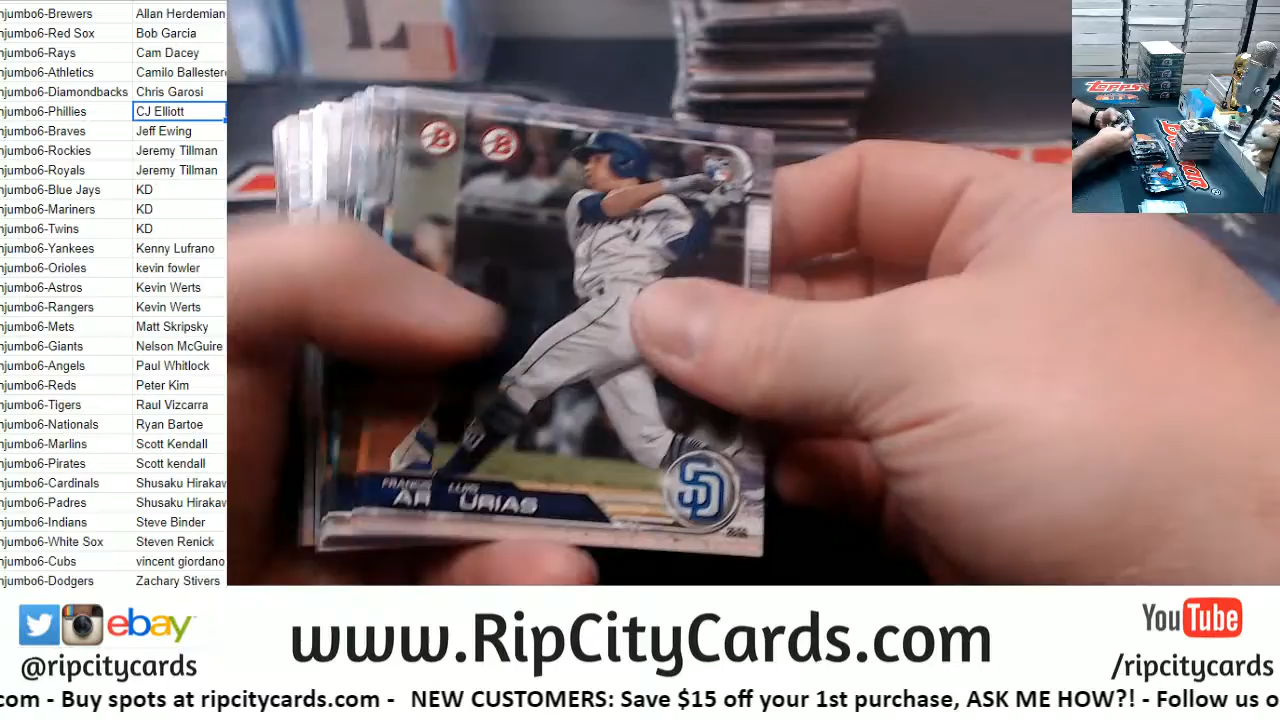 njumbo6-Brewers Allan Herdemian
njumbo6-Red Sox Bob Garcia
njumbo6-Rays Cam Dacey
njumbo6-Athletics Camilo Ballester
njumbo6-Diamondbacks Chris Garosi
njumbo6-Phillies CJ Elliott
njumbo6-Braves Jeff Ewing
njumbo6-Rockies Jeremy Tillman
njumbo6-Royals Jeremy Tillman
njumbo6-Blue Jays KD
njumbo6-Mariners KD
njumbo6-Twins KD
njumbo6-Yankees Kenny Lufrano
njumbo6-Orioles kevin fowler
njumbo6-Astros Kevin Werts
njumbo6-Rangers Kevin Werts
njumbo6-Mets Matt Skripsky
njumbo6-Giants Nelson McGuire
njumbo6-Angels Paul Whitlock
njumbo6-Reds Peter Kim
njumbo6-Tigers Raul Vizcarra
njumbo6-Nationals Ryan Bartoe
njumbo6-Marlins Scott Kendall
njumbo6-Pirates Scott kendall
njumbo6-Cardinals Shusaku Hirakaw
njumbo6-Padres Shusaku Hirakaw
njumbo6-Indians Steve Binder
njumbo6-White Sox Steven Renick
njumbo6-Cubs vincent giordano
njumbo6-Dodgers Zachary Stivers
B B
LUIS
AR URIAS
SD
TOPPS
ebay
@ripcitycards
www.RipCityCards.com
YouTube
/ripcitycards
com - Buy spots at ripcitycards.com - NEW CUSTOMERS: Save $15 off your 1st purchase, ASK ME HOW?! - Follow us o